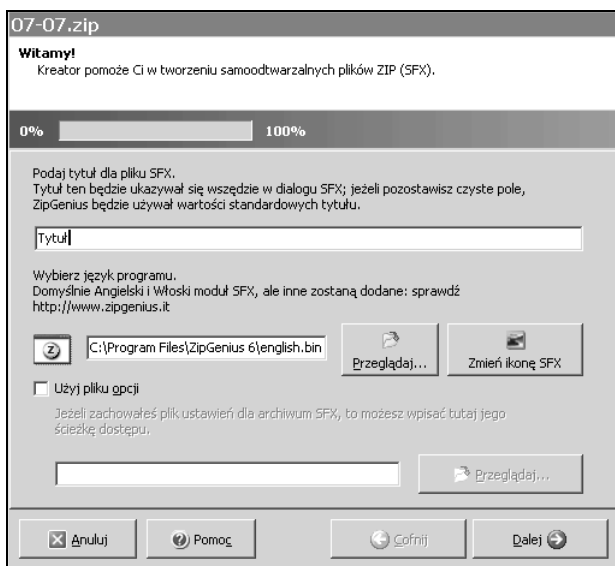 07-07.zip
Witamy!
Kreator pomoże Ci w tworzeniu samoodtwarzalnych plików ZIP (SFX).
0% 100%
Podaj tytuł dla pliku SFX.
Tytuł ten będzie ukazywał się wszędzie w dialogu SFX; jeżeli pozostawisz czyste pole,
ZipGenius będzie używał wartości standardowych tytułu.
Tytuł
Wybierz język programu.
Domyślnie Angielski i Włoski moduł SFX, ale inne zostaną dodane: sprawdź
http://www.zipgenius.it
C:\Program Files\ZipGenius 6\english.bin
Przeglądaj...
Zmień ikonę SFX
Użyj pliku opcji
Jeżeli zachowałeś plik ustawień dla archiwum SFX, to możesz wpisać tutaj jego
ścieżkę dostępu.
Przeglądaj...
Anuluj
Pomoc
Cofnij
Dalej